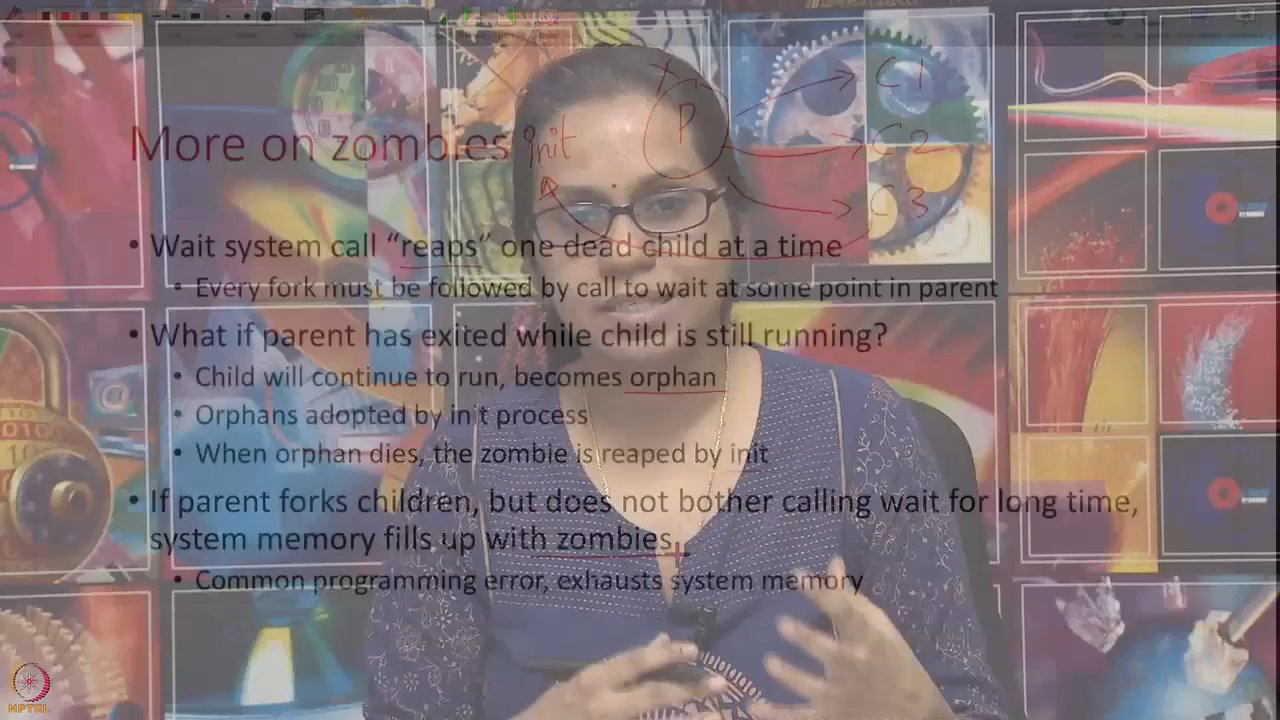 More on zombies init
P
C1
C2
C3
• Wait system call “reaps” one dead child at a time
• Every fork must be followed by call to wait at some point in parent
• What if parent has exited while child is still running?
• Child will continue to run, becomes orphan
• Orphans adopted by init process
• When orphan dies, the zombie is reaped by init
• If parent forks children, but does not bother calling wait for long time,
system memory fills up with zombies
• Common programming error, exhausts system memory
NPTEL